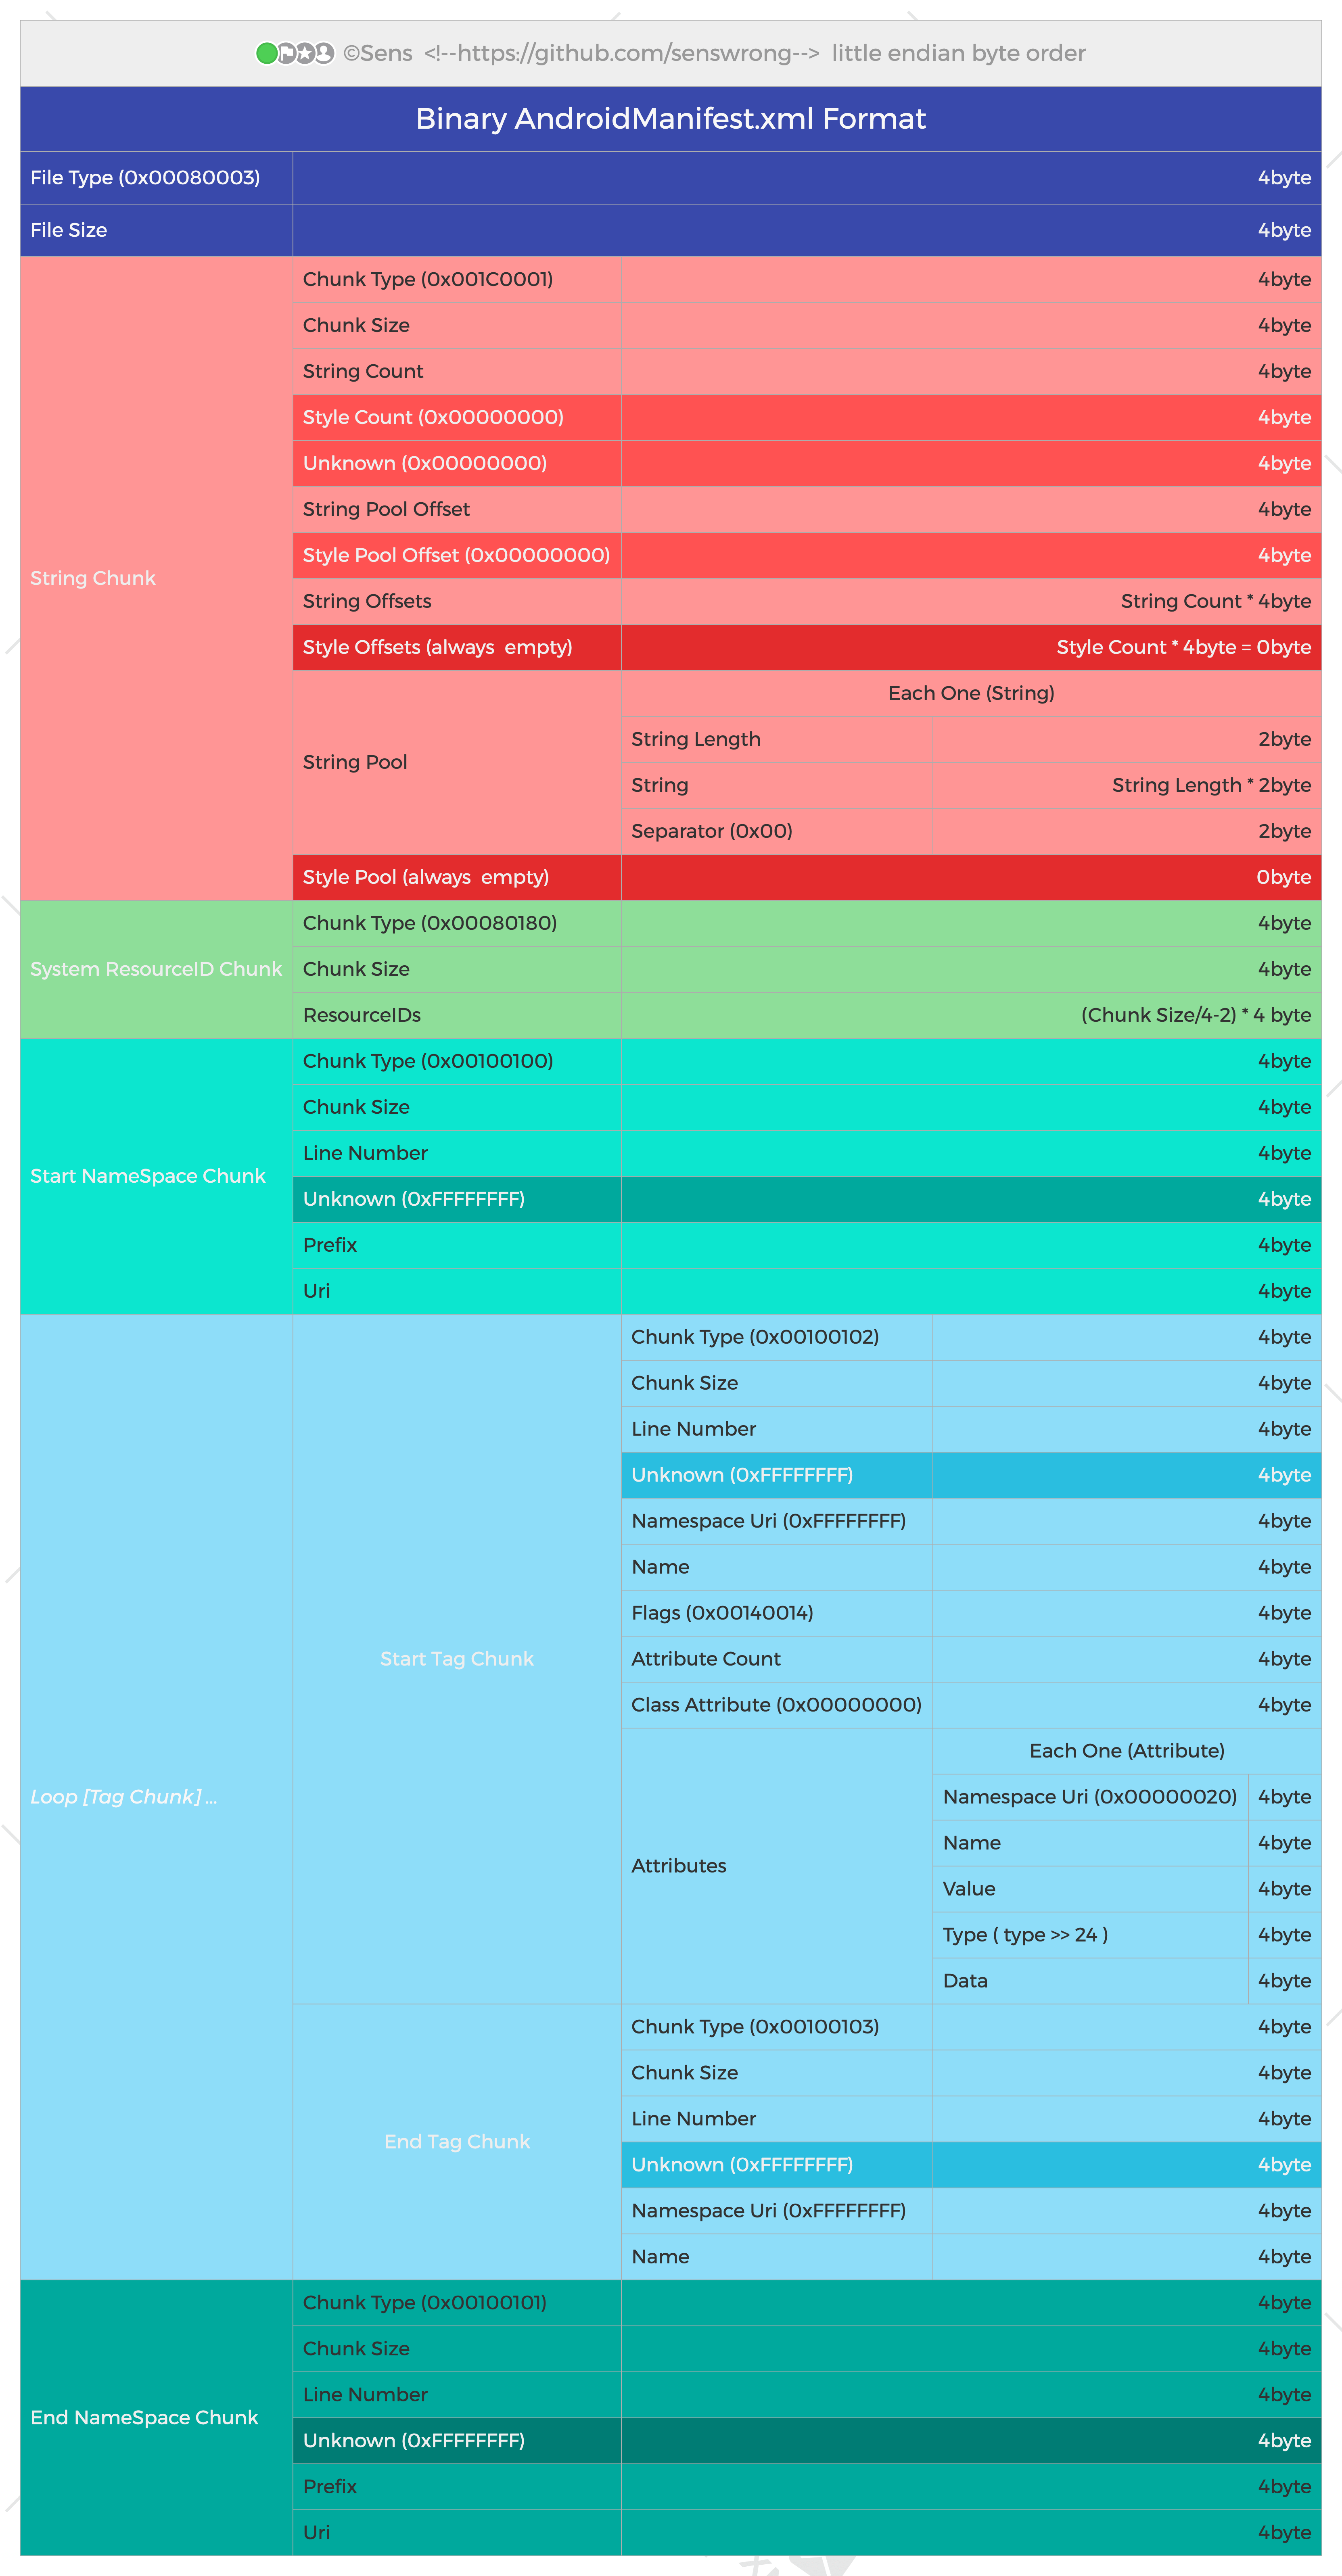 ©Sens <!--https://github.com/senswrong--> little endian byte order
Binary AndroidManifest.xml Format
File Type (0x00080003) 4byte
File Size 4byte
String Chunk
Chunk Type (0x001C0001) 4byte
Chunk Size 4byte
String Count 4byte
Style Count (0x00000000) 4byte
Unknown (0x00000000) 4byte
String Pool Offset 4byte
Style Pool Offset (0x00000000) 4byte
String Offsets String Count * 4byte
Style Offsets (always empty) Style Count * 4byte = 0byte
String Pool
Each One (String)
String Length 2byte
String String Length * 2byte
Separator (0x00) 2byte
Style Pool (always empty) 0byte
System ResourceID Chunk
Chunk Type (0x00080180) 4byte
Chunk Size 4byte
ResourceIDs (Chunk Size/4-2) * 4 byte
Start NameSpace Chunk
Chunk Type (0x00100100) 4byte
Chunk Size 4byte
Line Number 4byte
Unknown (0xFFFFFFFF) 4byte
Prefix 4byte
Uri 4byte
Loop [Tag Chunk] ...
Start Tag Chunk
Chunk Type (0x00100102) 4byte
Chunk Size 4byte
Line Number 4byte
Unknown (0xFFFFFFFF) 4byte
Namespace Uri (0xFFFFFFFF) 4byte
Name 4byte
Flags (0x00140014) 4byte
Attribute Count 4byte
Class Attribute (0x00000000) 4byte
Attributes
Each One (Attribute)
Namespace Uri (0x00000020) 4byte
Name 4byte
Value 4byte
Type ( type >> 24 ) 4byte
Data 4byte
End Tag Chunk
Chunk Type (0x00100103) 4byte
Chunk Size 4byte
Line Number 4byte
Unknown (0xFFFFFFFF) 4byte
Namespace Uri (0xFFFFFFFF) 4byte
Name 4byte
End NameSpace Chunk
Chunk Type (0x00100101) 4byte
Chunk Size 4byte
Line Number 4byte
Unknown (0xFFFFFFFF) 4byte
Prefix 4byte
Uri 4byte